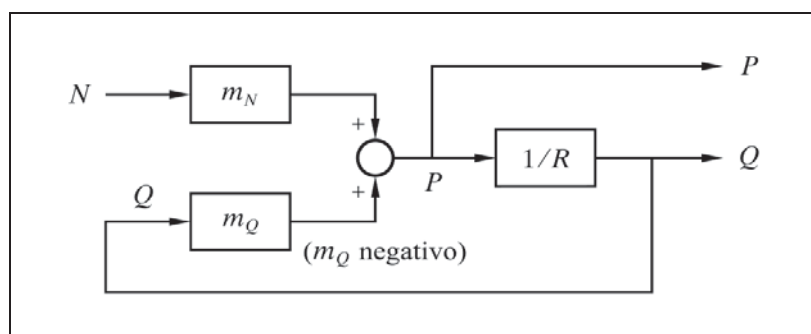 P
N
m_N
+
P
1/R
Q
Q
m_Q
+
(m_Q negativo)